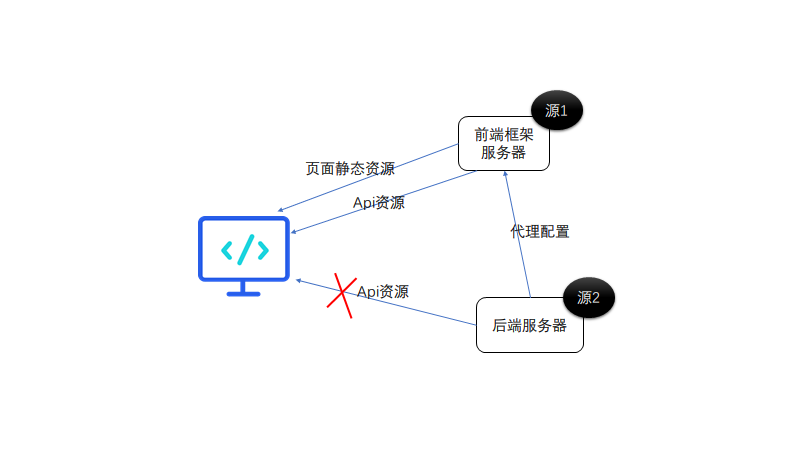 源1
前端框架
服务器
页面静态资源
Api资源
代理配置
Api资源
源2
后端服务器